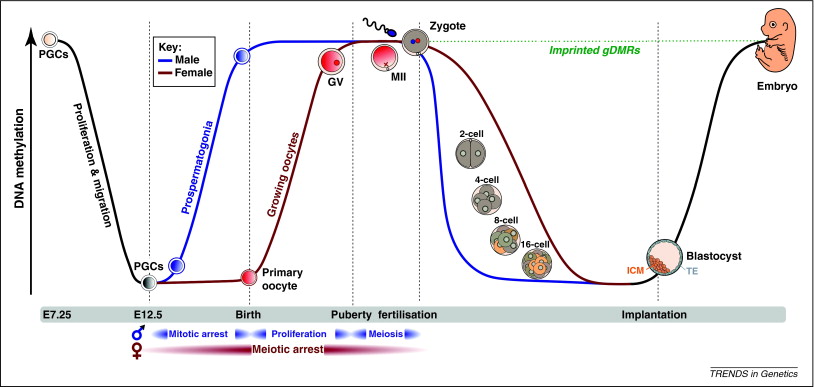 DNA methylation
PGCs
Key:
Male
Female
Proliferation & migration
Prospermatogonia
Growing oocytes
GV
MII
Zygote
Imprinted gDMRs
Embryo
2-cell
4-cell
8-cell
16-cell
PGCs
Primary
oocyte
Blastocyst
ICM
TE
E7.25
E12.5
Birth
Puberty
fertilisation
Implantation
♂
Mitotic arrest
Proliferation
Meiosis
♀
Meiotic arrest
TRENDS in Genetics